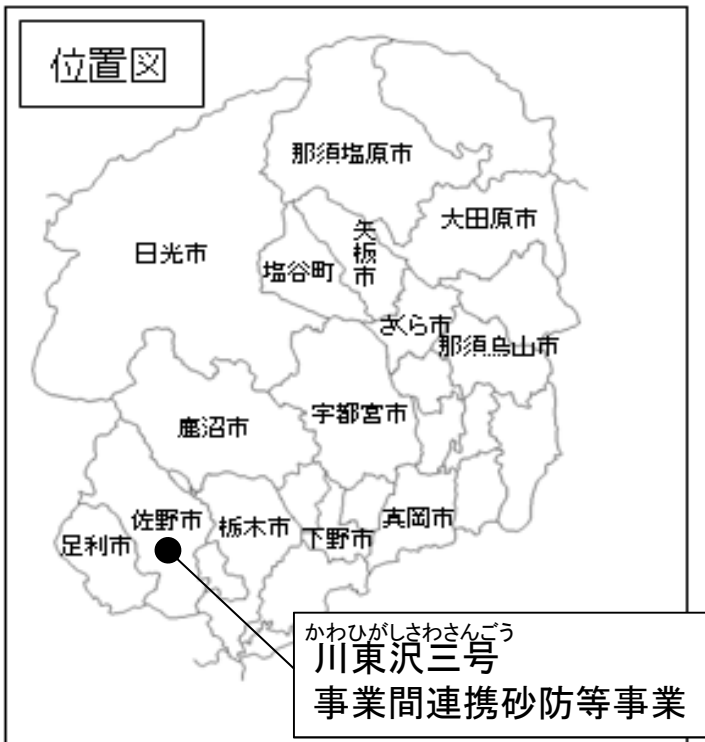 位置図
那須塩原市
大田原市
矢板市
日光市
塩谷町
さくら市
那須烏山市
宇都宮市
鹿沼市
佐野市
栃木市
真岡市
下野市
足利市
かわひがしさわさんごう
川東沢三号
事業間連携砂防等事業